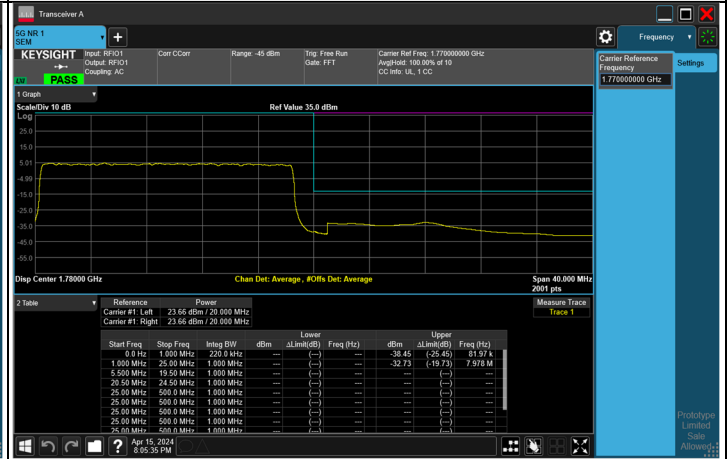 Transceiver A
5G NR 1
SEM
Frequency
KEYSIGHT
LXI
PASS
Input: RFIO1
Output: RFIO1
Coupling: AC
Corr CCorr
Range: -45 dBm
Trig: Free Run
Gate: FFT
Carrier Ref Freq: 1.770000000 GHz
Avg|Hold: 100.00% of 10
CC Info: UL, 1 CC
Carrier Reference
Frequency
1.770000000 GHz
Settings
1 Graph
Scale/Div 10 dB
Ref Value 35.0 dBm
Log
25.0
15.0
5.01
-4.99
-15.0
-25.0
-35.0
-45.0
-55.0
Disp Center 1.78000 GHz
Chan Det: Average , #Offs Det: Average
Span 40.000 MHz
2001 pts
2 Table
Reference Power
Carrier #1: Left 23.66 dBm / 20.000 MHz
Carrier #1: Right 23.66 dBm / 20.000 MHz
Measure Trace
Trace 1
Lower Upper
Start Freq Stop Freq Integ BW dBm ΔLimit(dB) Freq (Hz) dBm ΔLimit(dB) Freq (Hz)
0.0 Hz 1.000 MHz 220.0 kHz --- (---) --- -38.45 (-25.45) 81.97 k
1.000 MHz 25.00 MHz 1.000 MHz --- (---) --- -32.73 (-19.73) 7.978 M
5.500 MHz 19.50 MHz 1.000 MHz --- (---) --- --- (---) ---
20.50 MHz 24.50 MHz 1.000 MHz --- (---) --- --- (---) ---
25.00 MHz 500.0 MHz 1.000 MHz --- (---) --- --- (---) ---
25.00 MHz 500.0 MHz 1.000 MHz --- (---) --- --- (---) ---
25.00 MHz 500.0 MHz 1.000 MHz --- (---) --- --- (---) ---
25.00 MHz 500.0 MHz 1.000 MHz --- (---) --- --- (---) ---
Apr 15, 2024
8:05:35 PM
Prototype
Limited
Sale
Allowed